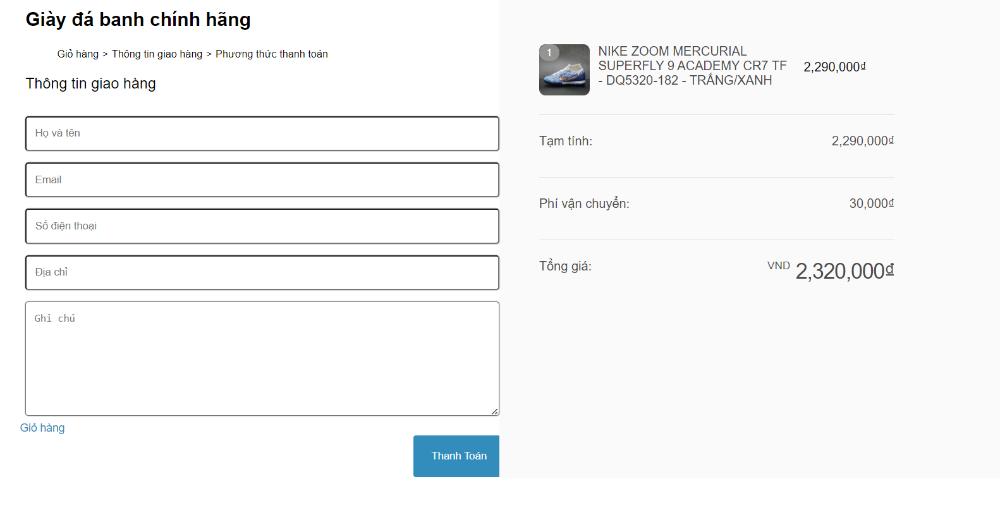 Giày đá banh chính hãng
Giỏ hàng > Thông tin giao hàng > Phương thức thanh toán
Thông tin giao hàng
Họ và tên
Email
Số điện thoại
Địa chỉ
Ghi chú
Giỏ hàng
Thanh Toán
1
NIKE ZOOM MERCURIAL
SUPERFLY 9 ACADEMY CR7 TF
- DQ5320-182 - TRẮNG/XANH
2,290,000₫
Tạm tính: 2,290,000₫
Phí vận chuyển: 30,000₫
Tổng giá: VND 2,320,000₫